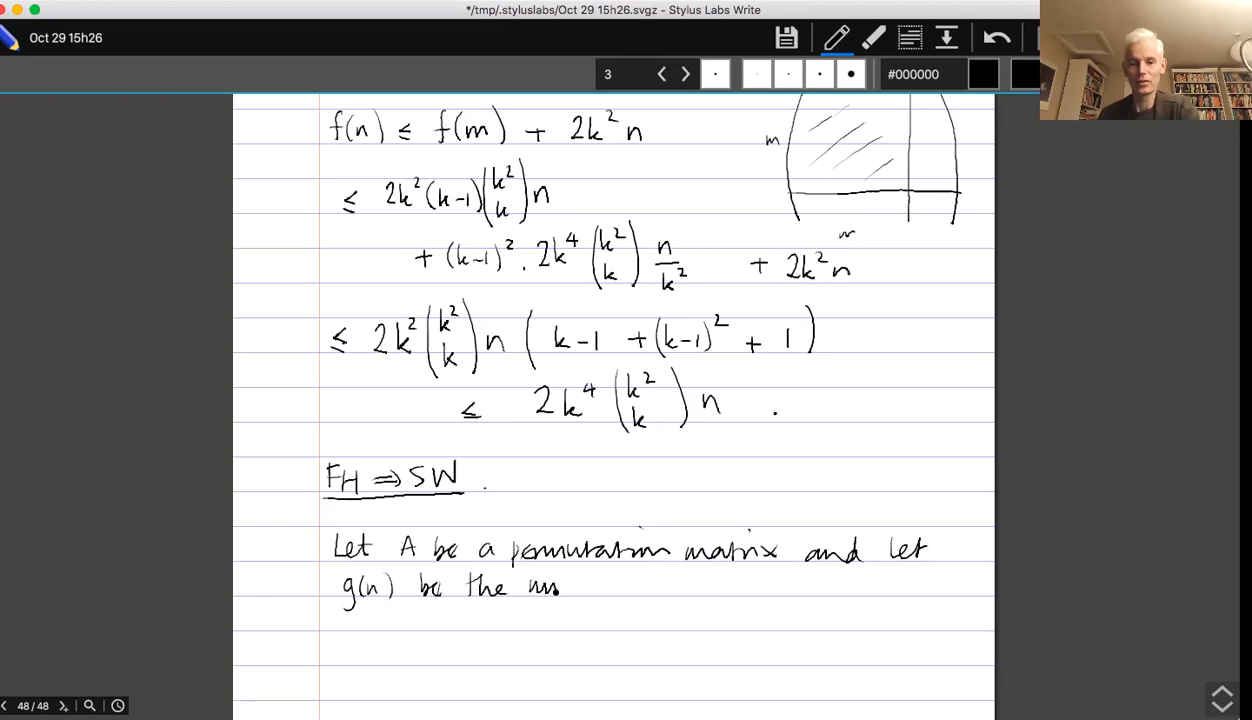 */tmp/.styluslabs/Oct 29 15h26.svgz - Stylus Labs Write
Oct 29 15h26
3
#000000
f(n) ≤ f(m) + 2k²n
m
≤ 2k²(k-1)(k² k)n
+ (k-1)². 2k⁴ (k² k) n/k² + 2k²n
≤ 2k² (k² k) n ( k-1 + (k-1)² + 1 )
≤ 2k⁴ (k² k) n .
FH ⇒ SW .
Let A be a permutation matrix and let
g(n) be the
48/48